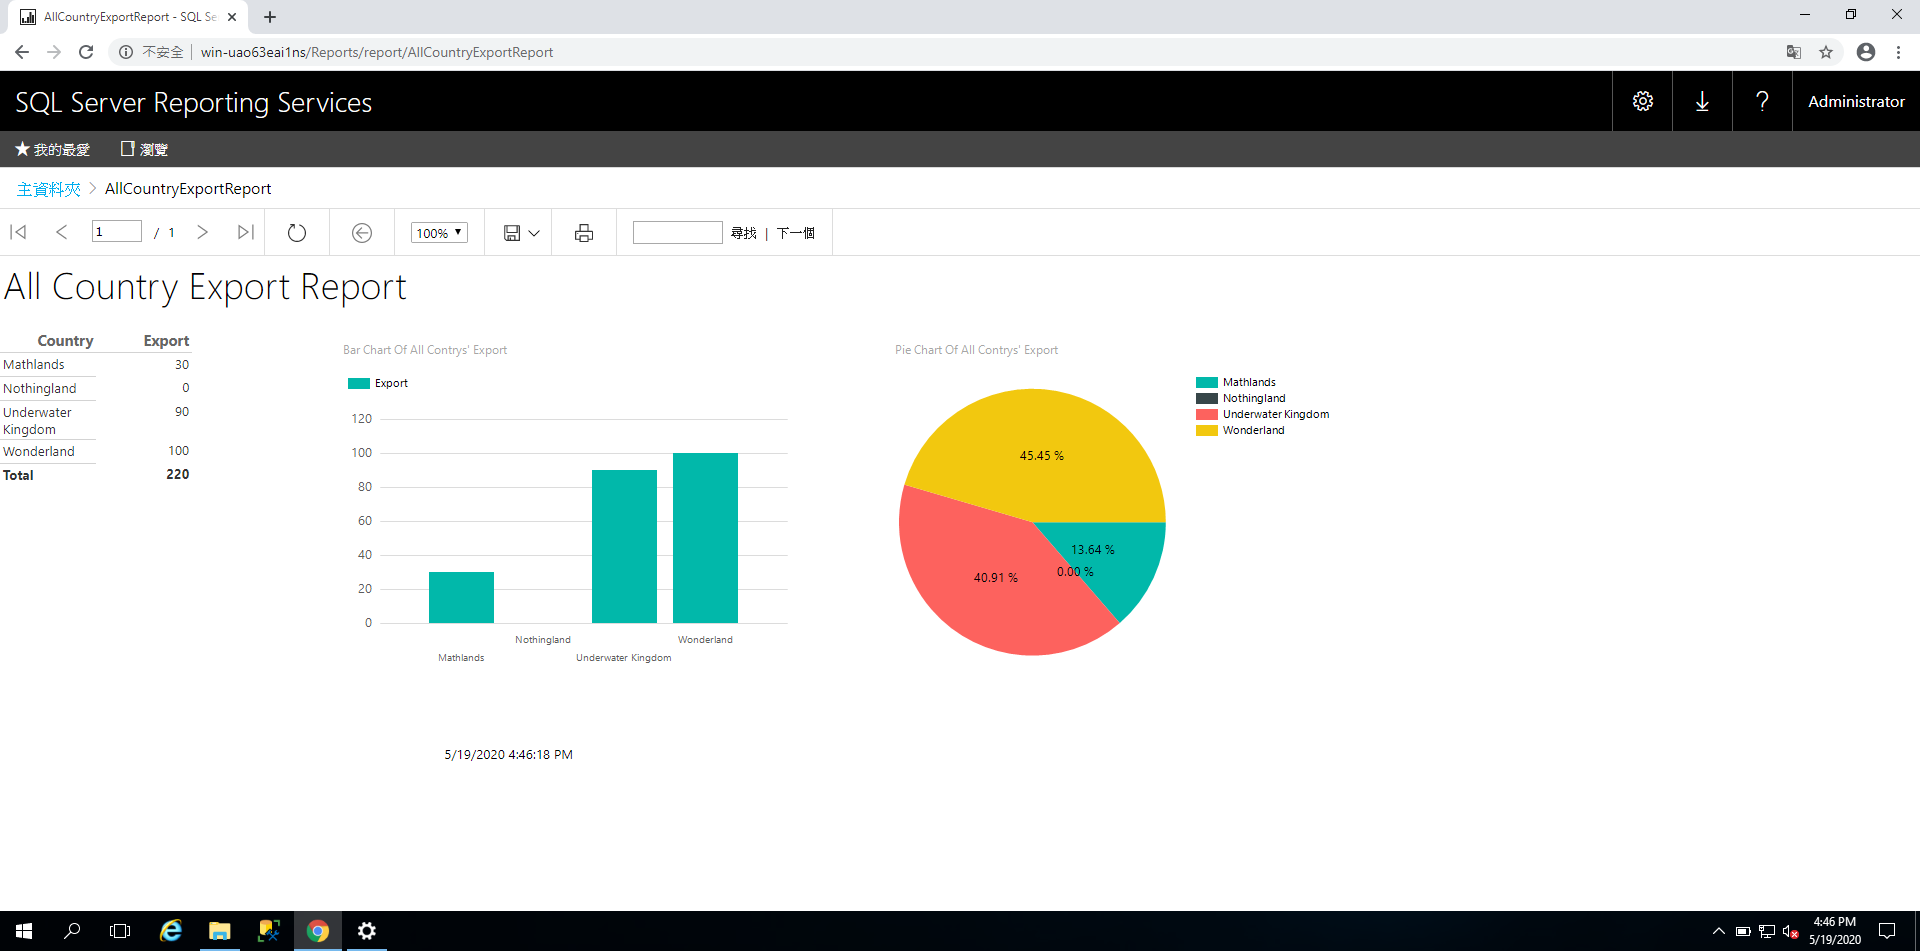 AllCountryExportReport - SQL Se
不安全 win-uao63eai1ns/Reports/report/AllCountryExportReport
SQL Server Reporting Services
Administrator
我的最愛 瀏覽
主資料夾 > AllCountryExportReport
1 / 1 100% 尋找 | 下一個
All Country Export Report
Country Export
Mathlands 30
Nothingland 0
Underwater 90
Kingdom
Wonderland 100
Total 220
Bar Chart Of All Contrys' Export
Export
120
100
80
60
40
20
0
Nothingland Wonderland
Mathlands Underwater Kingdom
Pie Chart Of All Contrys' Export
Mathlands
Nothingland
Underwater Kingdom
Wonderland
45.45 %
13.64 %
0.00 %
40.91 %
5/19/2020 4:46:18 PM
4:46 PM
5/19/2020